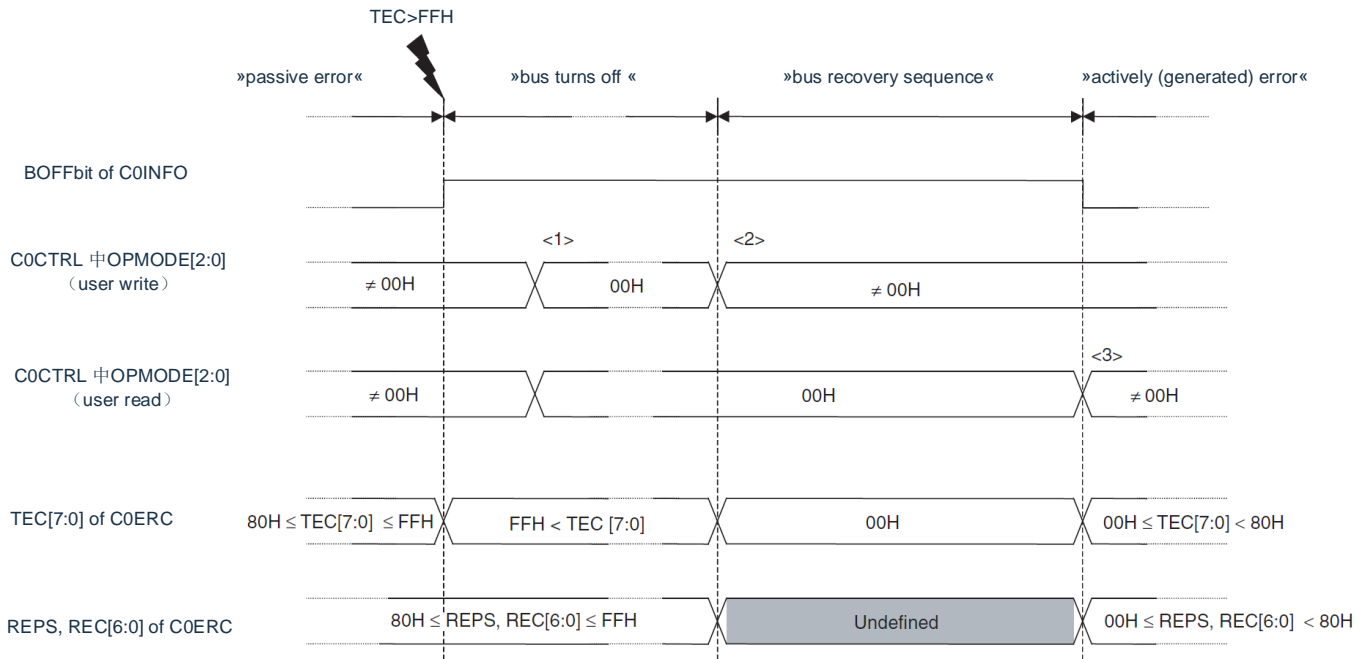 TEC>FFH
»passive error«
»bus turns off «
»bus recovery sequence«
»actively (generated) error«
BOFFbit of C0INFO
<1>
<2>
C0CTRL 中OPMODE[2:0]
（user write）
≠ 00H
00H
≠ 00H
<3>
C0CTRL 中OPMODE[2:0]
（user read）
≠ 00H
00H
≠ 00H
TEC[7:0] of C0ERC
80H ≤ TEC[7:0] ≤ FFH
FFH < TEC [7:0]
00H
00H ≤ TEC[7:0] < 80H
REPS, REC[6:0] of C0ERC
80H ≤ REPS, REC[6:0] ≤ FFH
Undefined
00H ≤ REPS, REC[6:0] < 80H